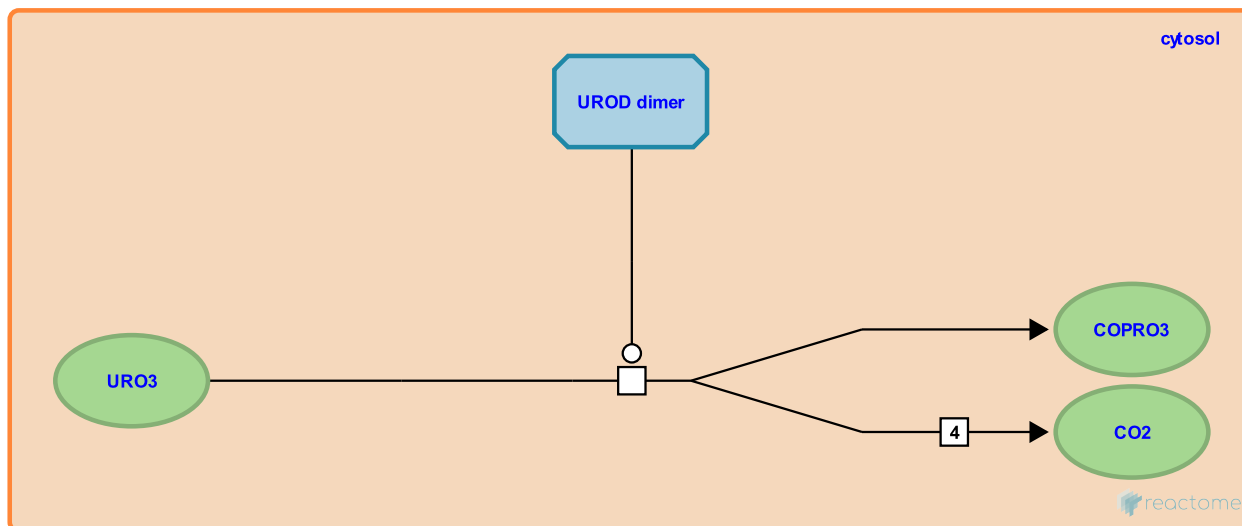 cytosol
UROD dimer
COPRO3
URO3
4
CO2
reactome